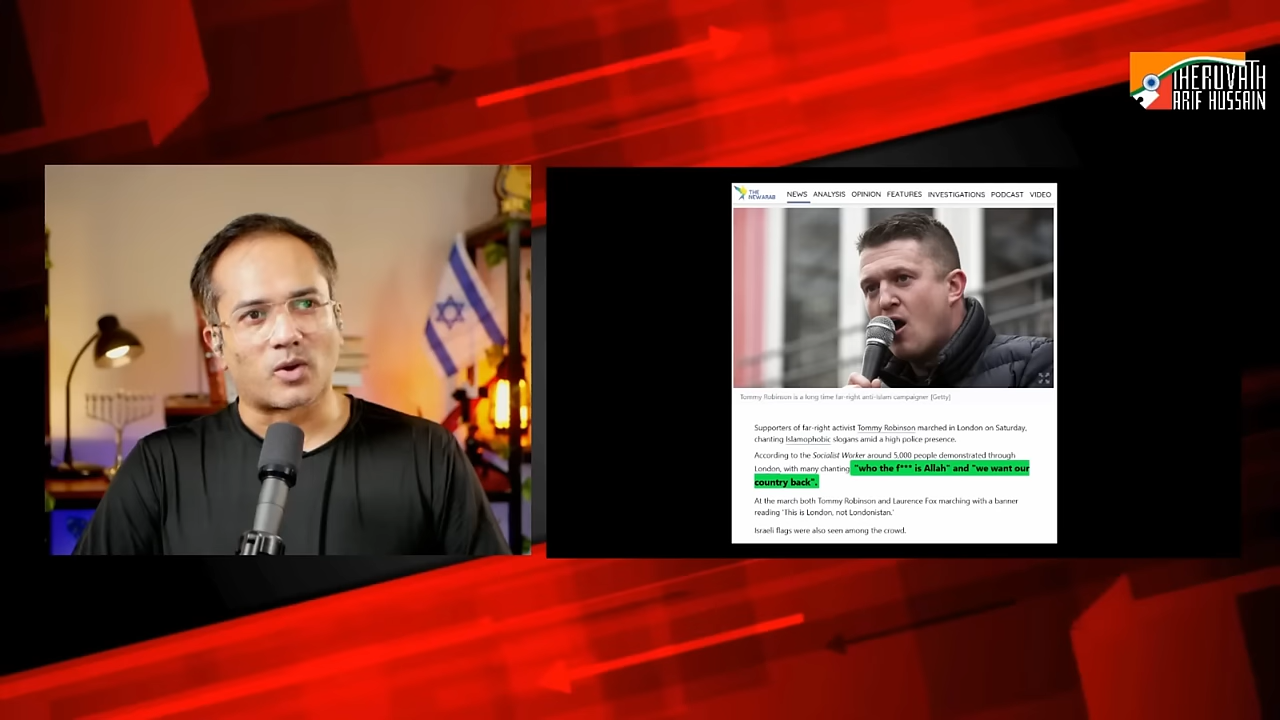 THERUVATH
ARIF HUSSAIN
THE
NEW ARAB
NEWS ANALYSIS OPINION FEATURES INVESTIGATIONS PODCAST VIDEO
Tommy Robinson is a long time far-right anti-Islam campaigner [Getty]
Supporters of far-right activist Tommy Robinson marched in London on Saturday,
chanting Islamophobic slogans amid a high police presence.
According to the Socialist Worker around 5,000 people demonstrated through
London, with many chanting "who the f*** is Allah" and "we want our
country back".
At the march both Tommy Robinson and Laurence Fox marching with a banner
reading 'This is London, not Londonistan.'
Israeli flags were also seen among the crowd.